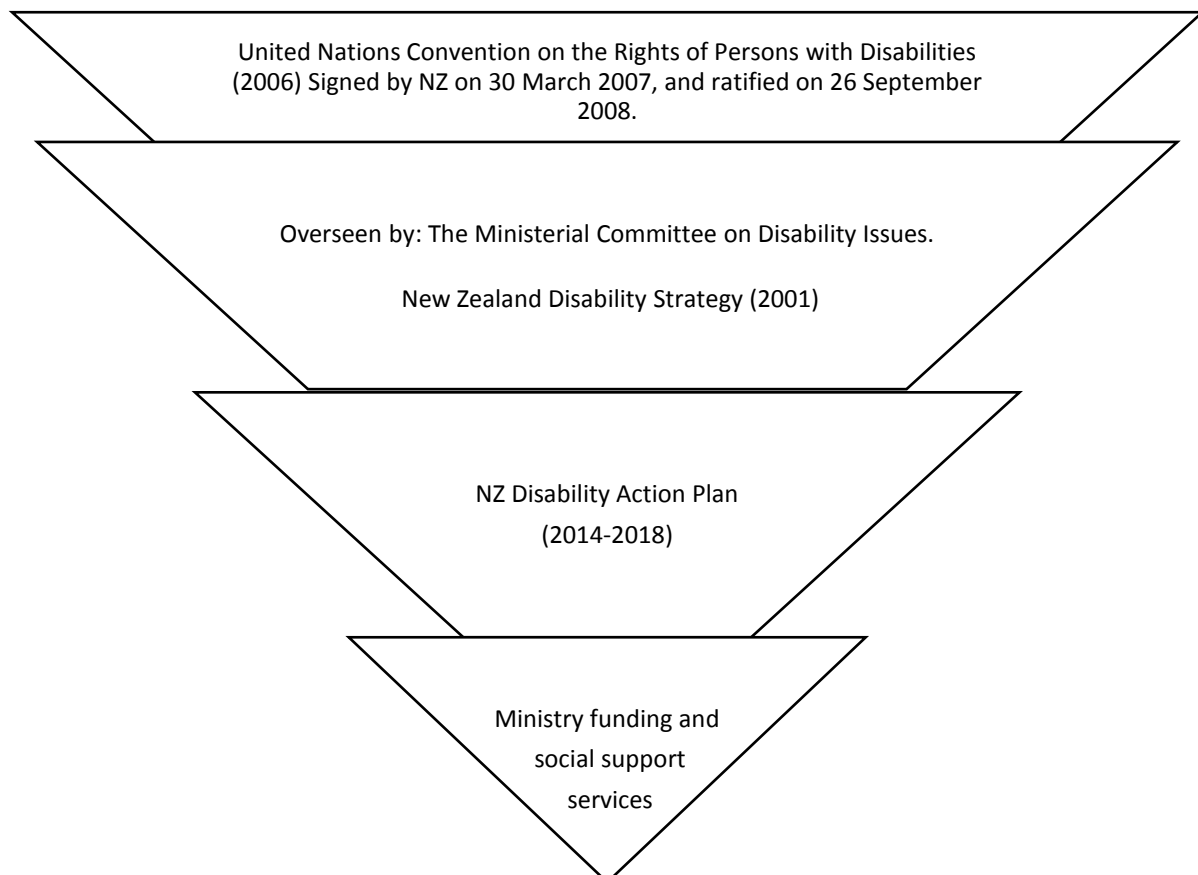 United Nations Convention on the Rights of Persons with Disabilities
(2006) Signed by NZ on 30 March 2007, and ratified on 26 September
2008.
Overseen by: The Ministerial Committee on Disability Issues.
New Zealand Disability Strategy (2001)
NZ Disability Action Plan
(2014-2018)
Ministry funding and
social support
services